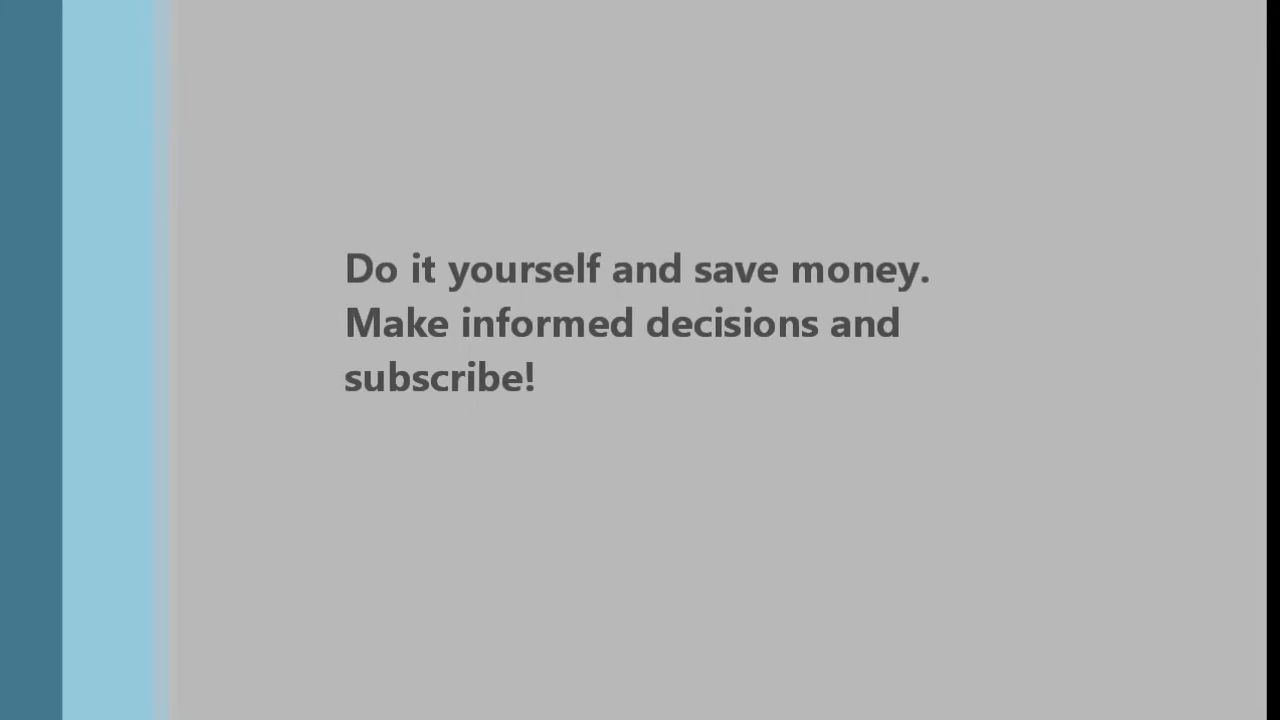 Do it yourself and save money.
Make informed decisions and
subscribe!